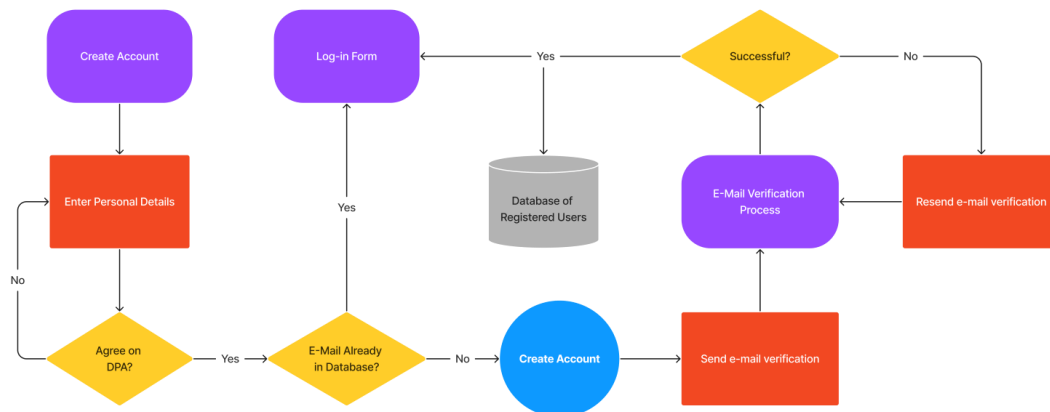 Create Account
Log-in Form
Yes
Successful?
No
Enter Personal Details
Yes
Database of
Registered Users
E-Mail Verification
Process
Resend e-mail verification
No
Agree on
DPA?
Yes
E-Mail Already
in Database?
No
Create Account
Send e-mail verification